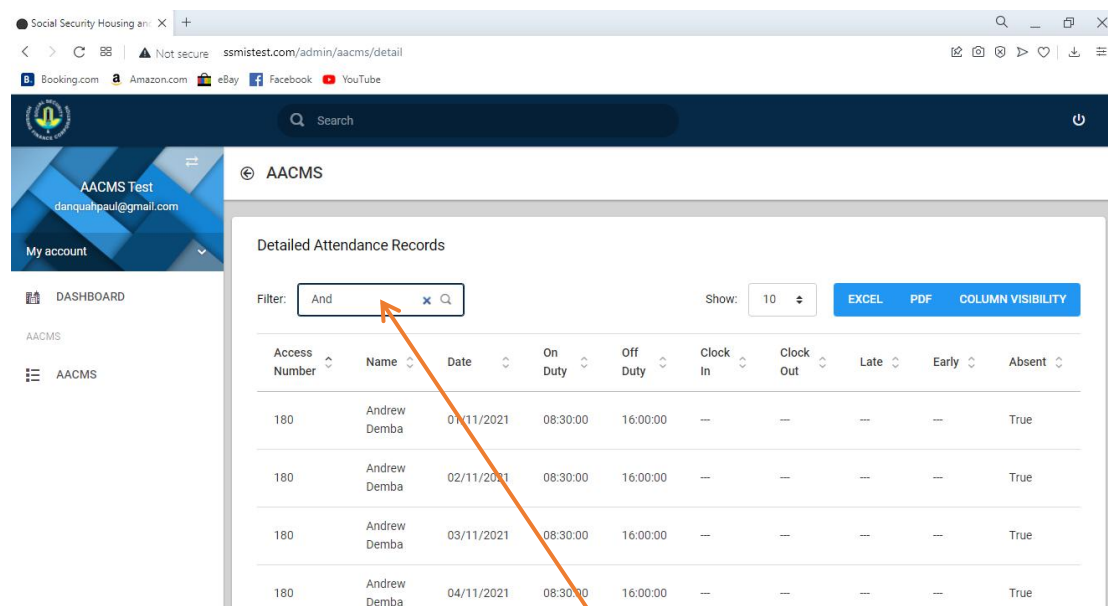 Social Security Housing an
Not secure ssmistest.com/admin/aacms/detail
B. Booking.com a Amazon.com eBay Facebook YouTube
Search
AACMS Test
danquahpaul@gmail.com
My account
DASHBOARD
AACMS
AACMS
AACMS
Detailed Attendance Records
Filter: And Show: 10 EXCEL PDF COLUMN VISIBILITY
Access Number Name Date On Duty Off Duty Clock In Clock Out Late Early Absent
180 Andrew Demba 01/11/2021 08:30:00 16:00:00 --- --- --- --- True
180 Andrew Demba 02/11/2021 08:30:00 16:00:00 --- --- --- --- True
180 Andrew Demba 03/11/2021 08:30:00 16:00:00 --- --- --- --- True
180 Andrew Demba 04/11/2021 08:30:00 16:00:00 --- --- --- --- True